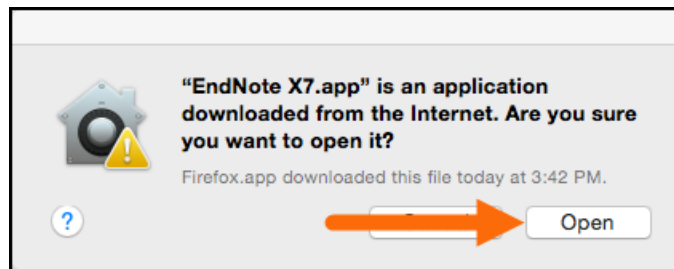 “EndNote X7.app” is an application
downloaded from the Internet. Are you sure
you want to open it?
Firefox.app downloaded this file today at 3:42 PM.
?
Open